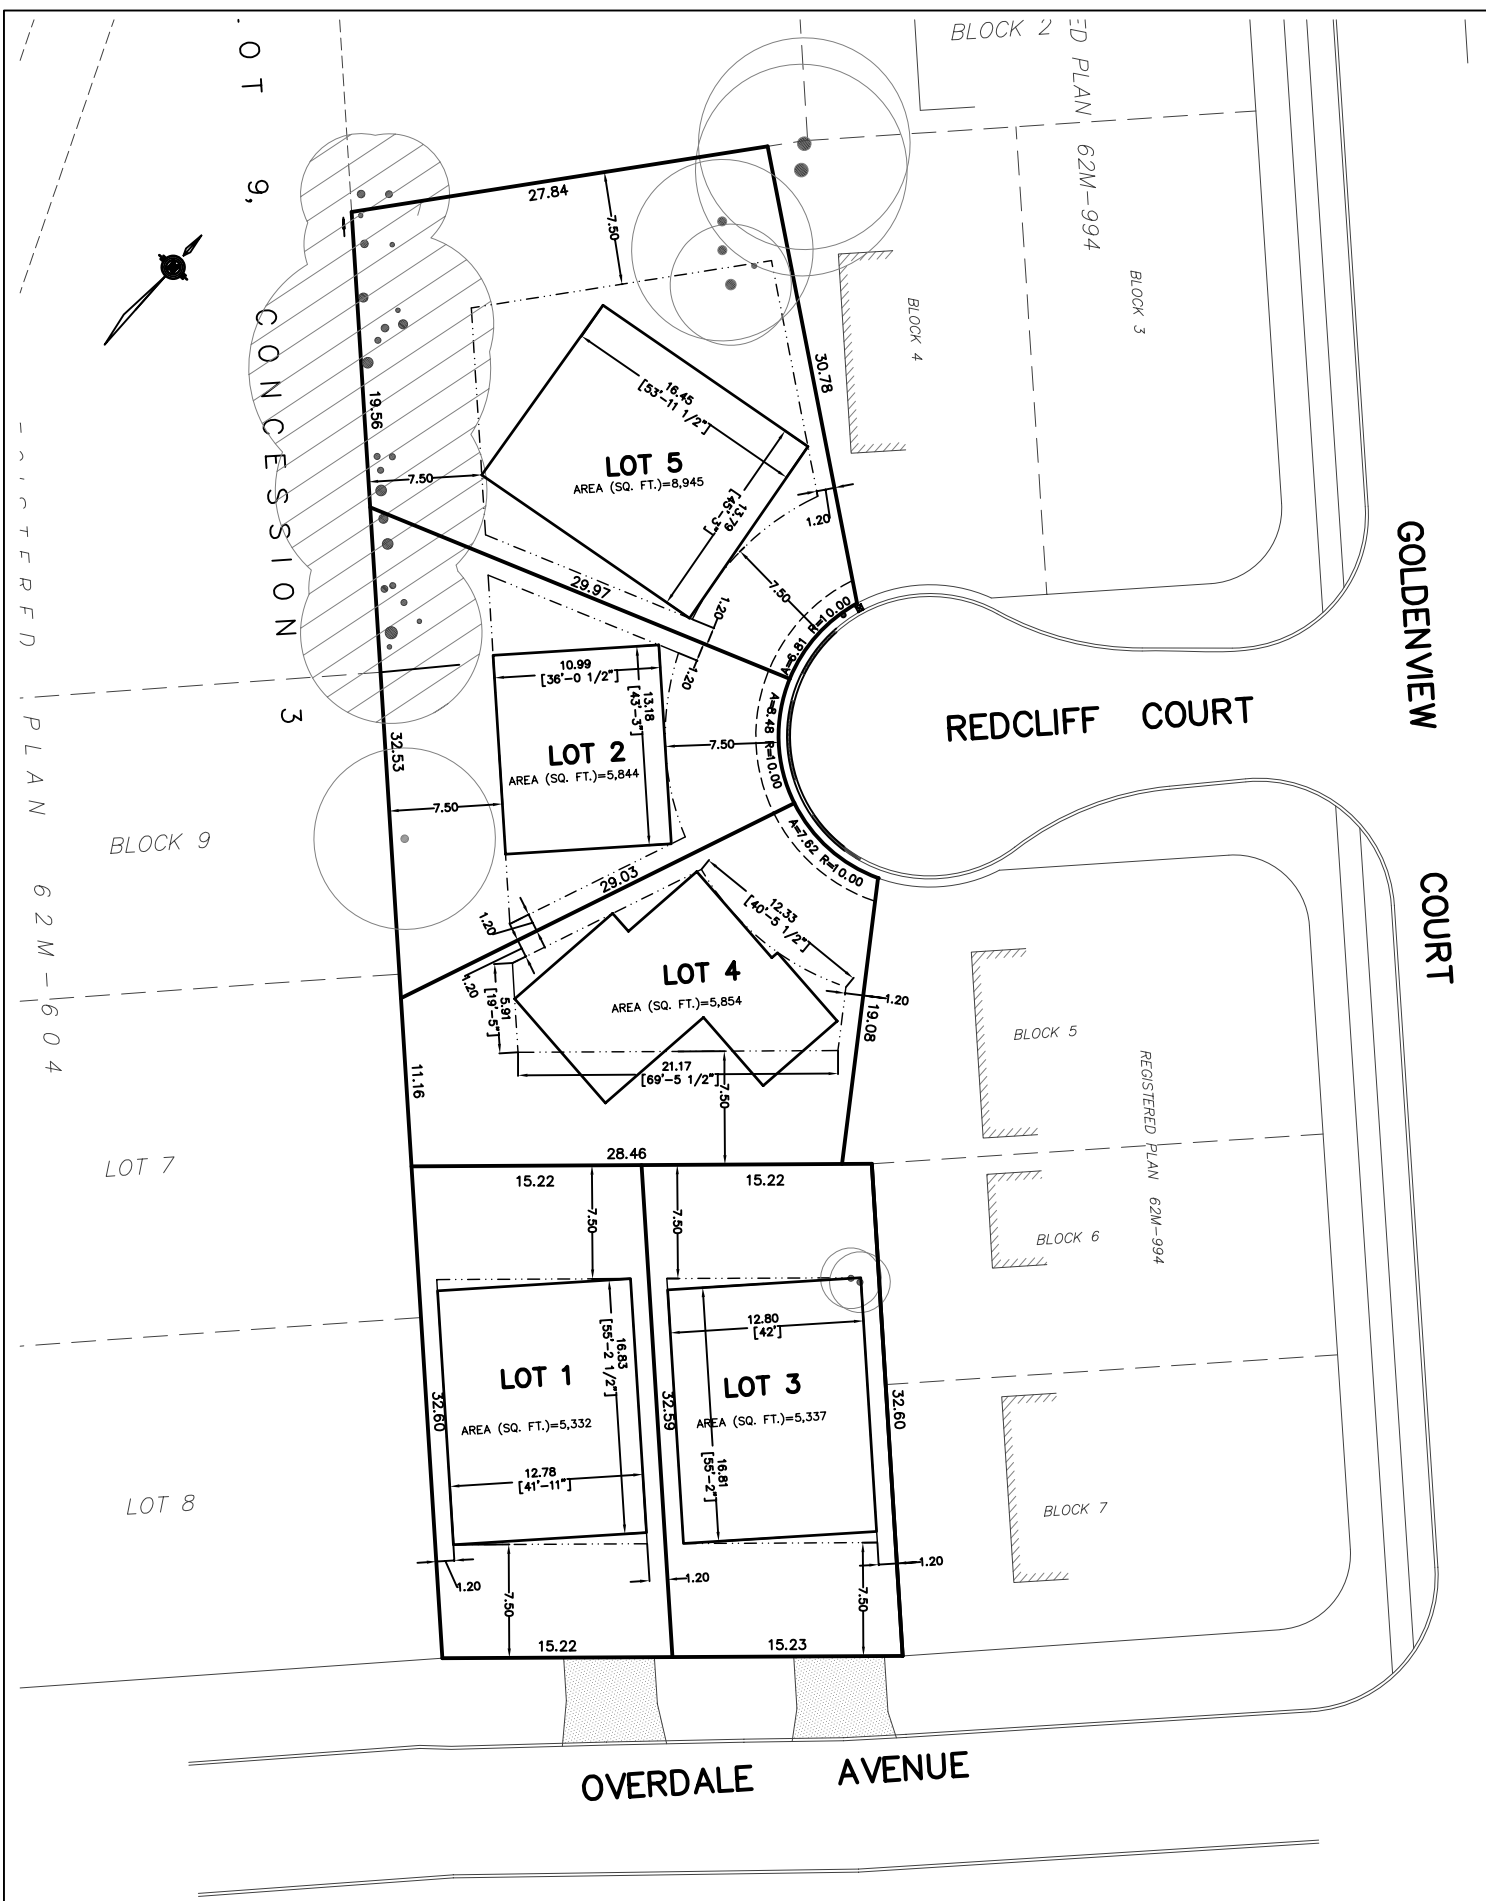 BLOCK 2
ED PLAN 62M-994
OT 9, CONCESSION 3
BLOCK 3
BLOCK 4
27.84
7.50
30.78
19.56
16.45
[53'-11 1/2"]
LOT 5
AREA (SQ. FT.)=8,945
13.79
[45'-3"]
7.50
1.20
7.50
29.97
1.20
1.20
R=10.00
A=6.81
GOLDENVIEW COURT
REDCLIFF COURT
10.99
[36'-0 1/2"]
13.18
[43'-3"]
LOT 2
AREA (SQ. FT.)=5,844
7.50
A=8.48 R=10.00
32.53
7.50
PLAN 62M-604
BLOCK 9
A=7.62 R=10.00
29.03
1.20
1.20
12.33
[40'-5 1/2"]
LOT 4
AREA (SQ. FT.)=5,854
5.91
[19'-5"]
1.20
19.08
21.17
[69'-5 1/2"]
7.50
11.16
BLOCK 5
REGISTERED PLAN 62M-994
LOT 7
28.46
15.22
15.22
7.50
7.50
BLOCK 6
12.80
[42']
16.83
[55'-2 1/2"]
LOT 1
AREA (SQ. FT.)=5,332
LOT 3
AREA (SQ. FT.)=5,337
32.60
32.59
32.60
12.78
[41'-11"]
16.81
[55'-2"]
LOT 8
BLOCK 7
1.20
7.50
1.20
7.50
1.20
15.22
15.23
OVERDALE AVENUE